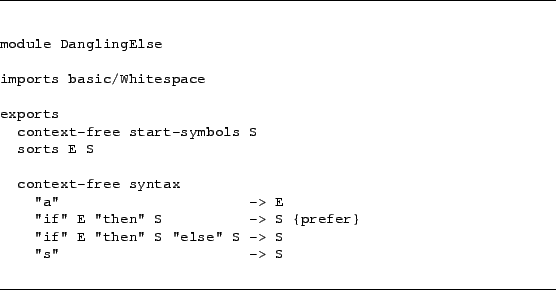 module DanglingElse
imports basic/Whitespace
exports
context-free start-symbols S
sorts E S
context-free syntax
"a" -> E
"if" E "then" S -> S {prefer}
"if" E "then" S "else" S -> S
"s" -> S